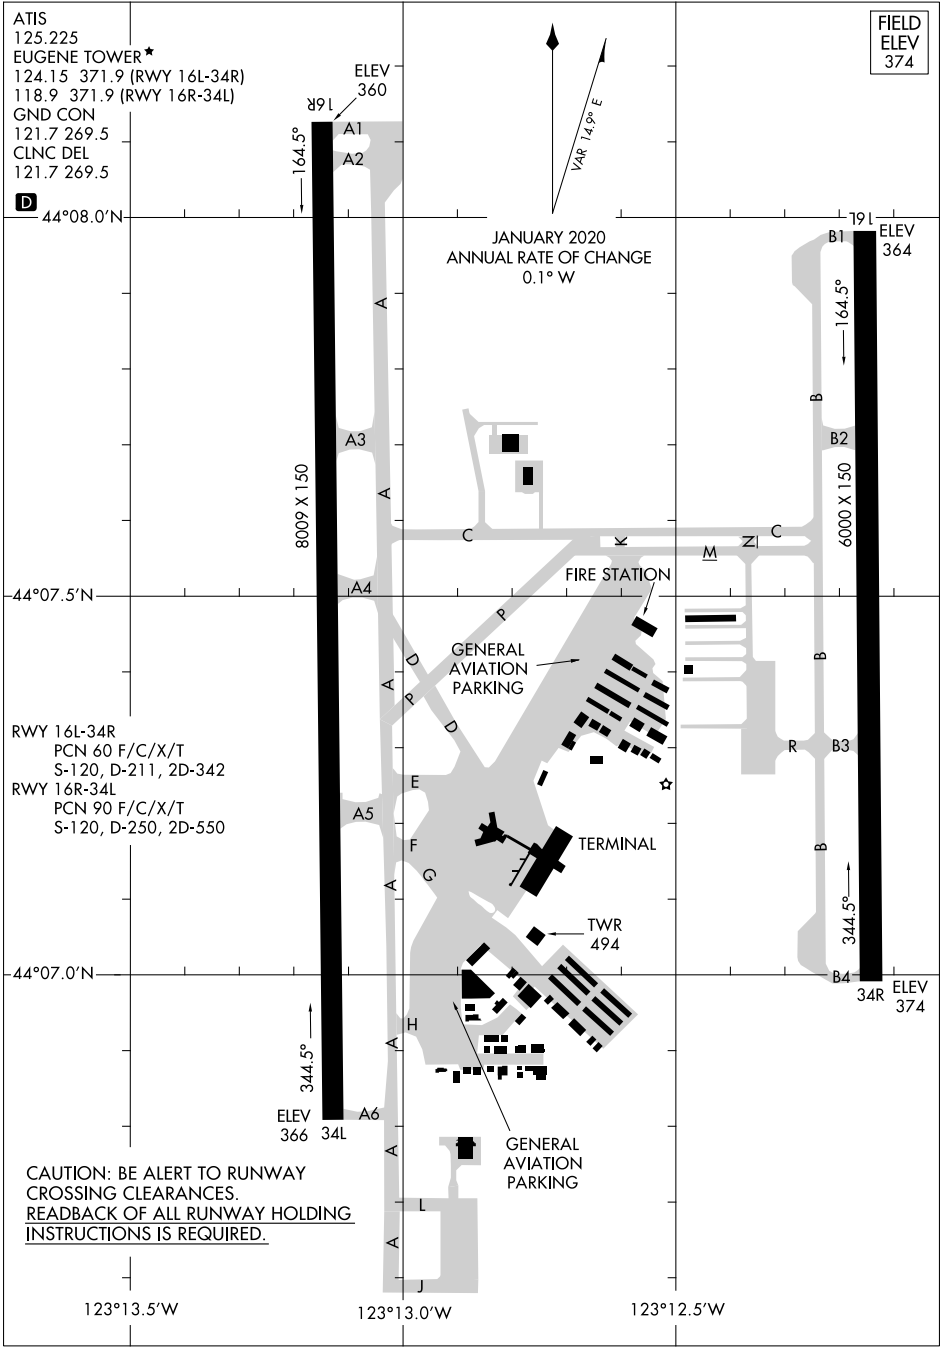 ATIS
125.225
EUGENE TOWER★
124.15 371.9 (RWY 16L-34R)
118.9 371.9 (RWY 16R-34L)
GND CON
121.7 269.5
CLNC DEL
121.7 269.5
D
FIELD
ELEV
374
ELEV
360
16R
A1
A2
164.5°
VAR 14.9° E
44°08.0'N
JANUARY 2020
ANNUAL RATE OF CHANGE
0.1° W
16L
B1
ELEV
364
164.5°
A
B
A3
B2
8009 X 150
6000 X 150
A
C
C
K
N
M
FIRE STATION
A4
44°07.5'N
P
GENERAL
AVIATION
PARKING
D
B
A
P
D
R
B3
RWY 16L-34R
PCN 60 F/C/X/T
S-120, D-211, 2D-342
RWY 16R-34L
PCN 90 F/C/X/T
S-120, D-250, 2D-550
E
A5
F
TERMINAL
B
G
A
344.5°
TWR
494
44°07.0'N
B4
34R
ELEV
374
H
A
344.5°
ELEV
366
34L
A6
A
GENERAL
AVIATION
PARKING
CAUTION: BE ALERT TO RUNWAY
CROSSING CLEARANCES.
READBACK OF ALL RUNWAY HOLDING
INSTRUCTIONS IS REQUIRED.
L
A
J
123°13.5'W
123°13.0'W
123°12.5'W